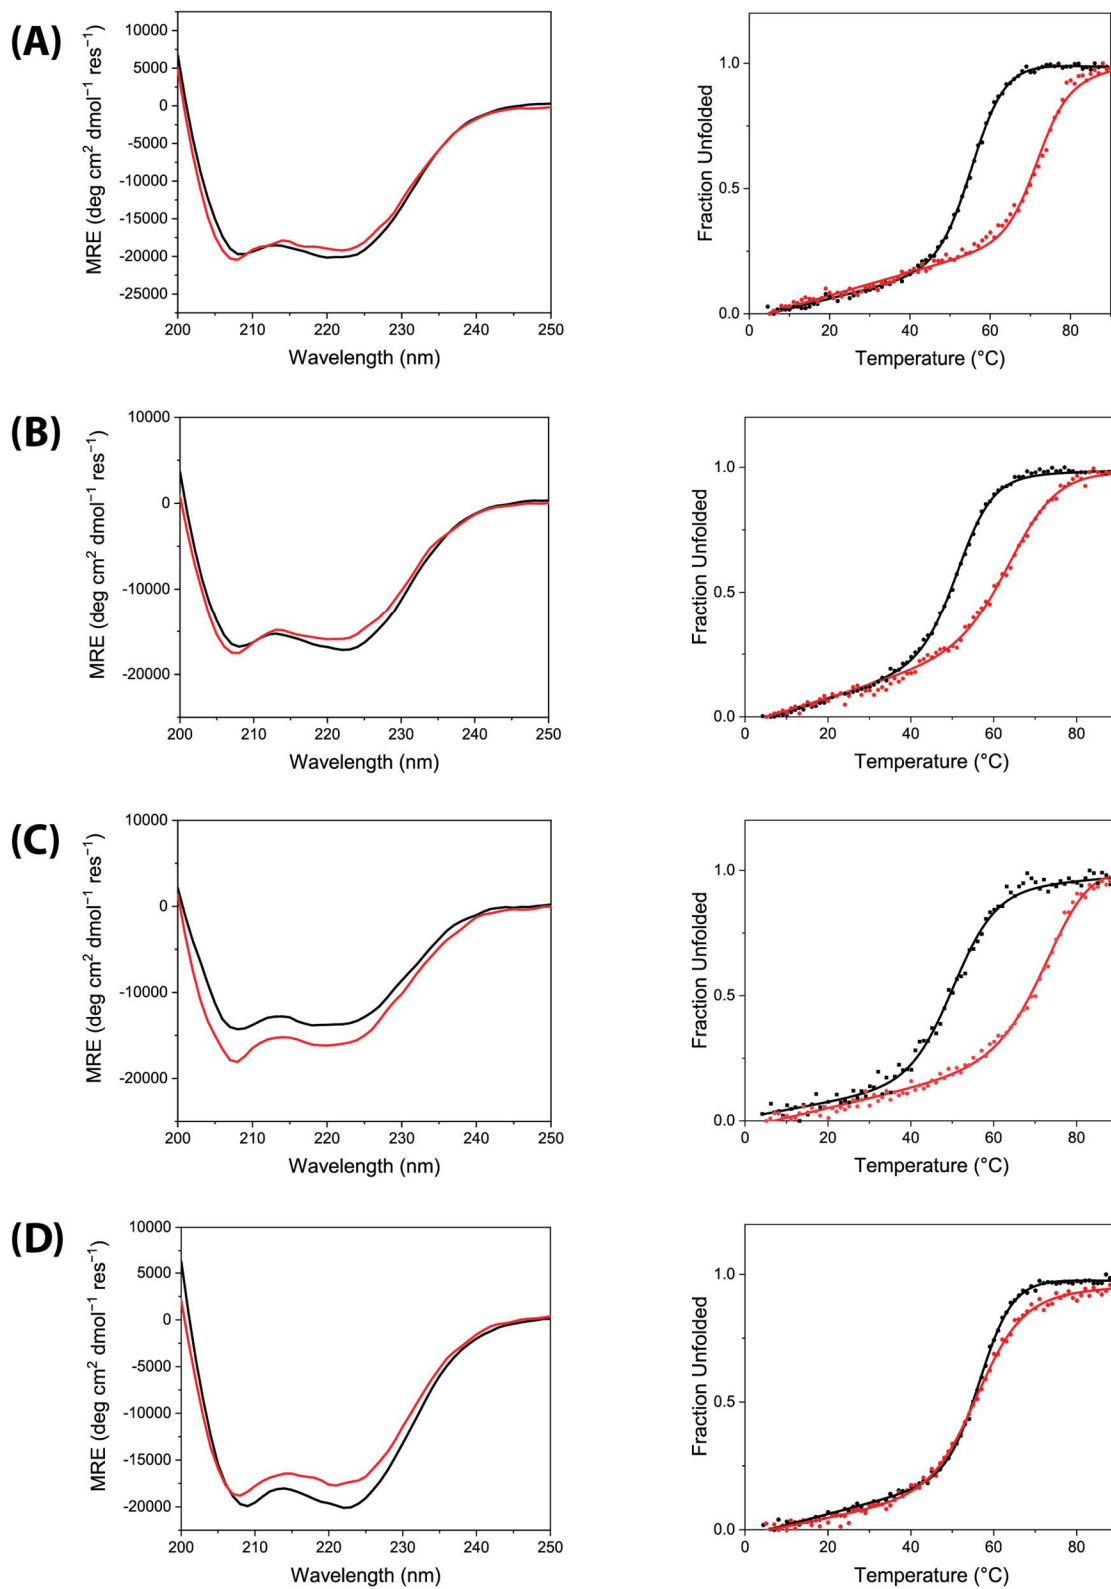 (A)
MRE (deg cm² dmol⁻¹ res⁻¹)
10000
5000
0
-5000
-10000
-15000
-20000
-25000
200 210 220 230 240 250
Wavelength (nm)
Fraction Unfolded
1.0
0.5
0.0
0 20 40 60 80
Temperature (°C)
(B)
MRE (deg cm² dmol⁻¹ res⁻¹)
10000
0
-10000
-20000
200 210 220 230 240 250
Wavelength (nm)
Fraction Unfolded
1.0
0.5
0.0
0 20 40 60 80
Temperature (°C)
(C)
MRE (deg cm² dmol⁻¹ res⁻¹)
10000
0
-10000
-20000
200 210 220 230 240 250
Wavelength (nm)
Fraction Unfolded
1.0
0.5
0.0
0 20 40 60 80
Temperature (°C)
(D)
MRE (deg cm² dmol⁻¹ res⁻¹)
10000
5000
0
-5000
-10000
-15000
-20000
200 210 220 230 240 250
Wavelength (nm)
Fraction Unfolded
1.0
0.5
0.0
0 20 40 60 80
Temperature (°C)